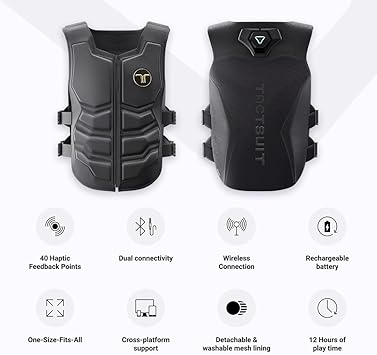 TACTSUIT
40 Haptic
Feedback Points
Dual connectivity
Wireless
Connection
Rechargeable
battery
One-Size-Fits-All
Cross-platform
support
Detachable &
washable mesh lining
12 Hours of
play time